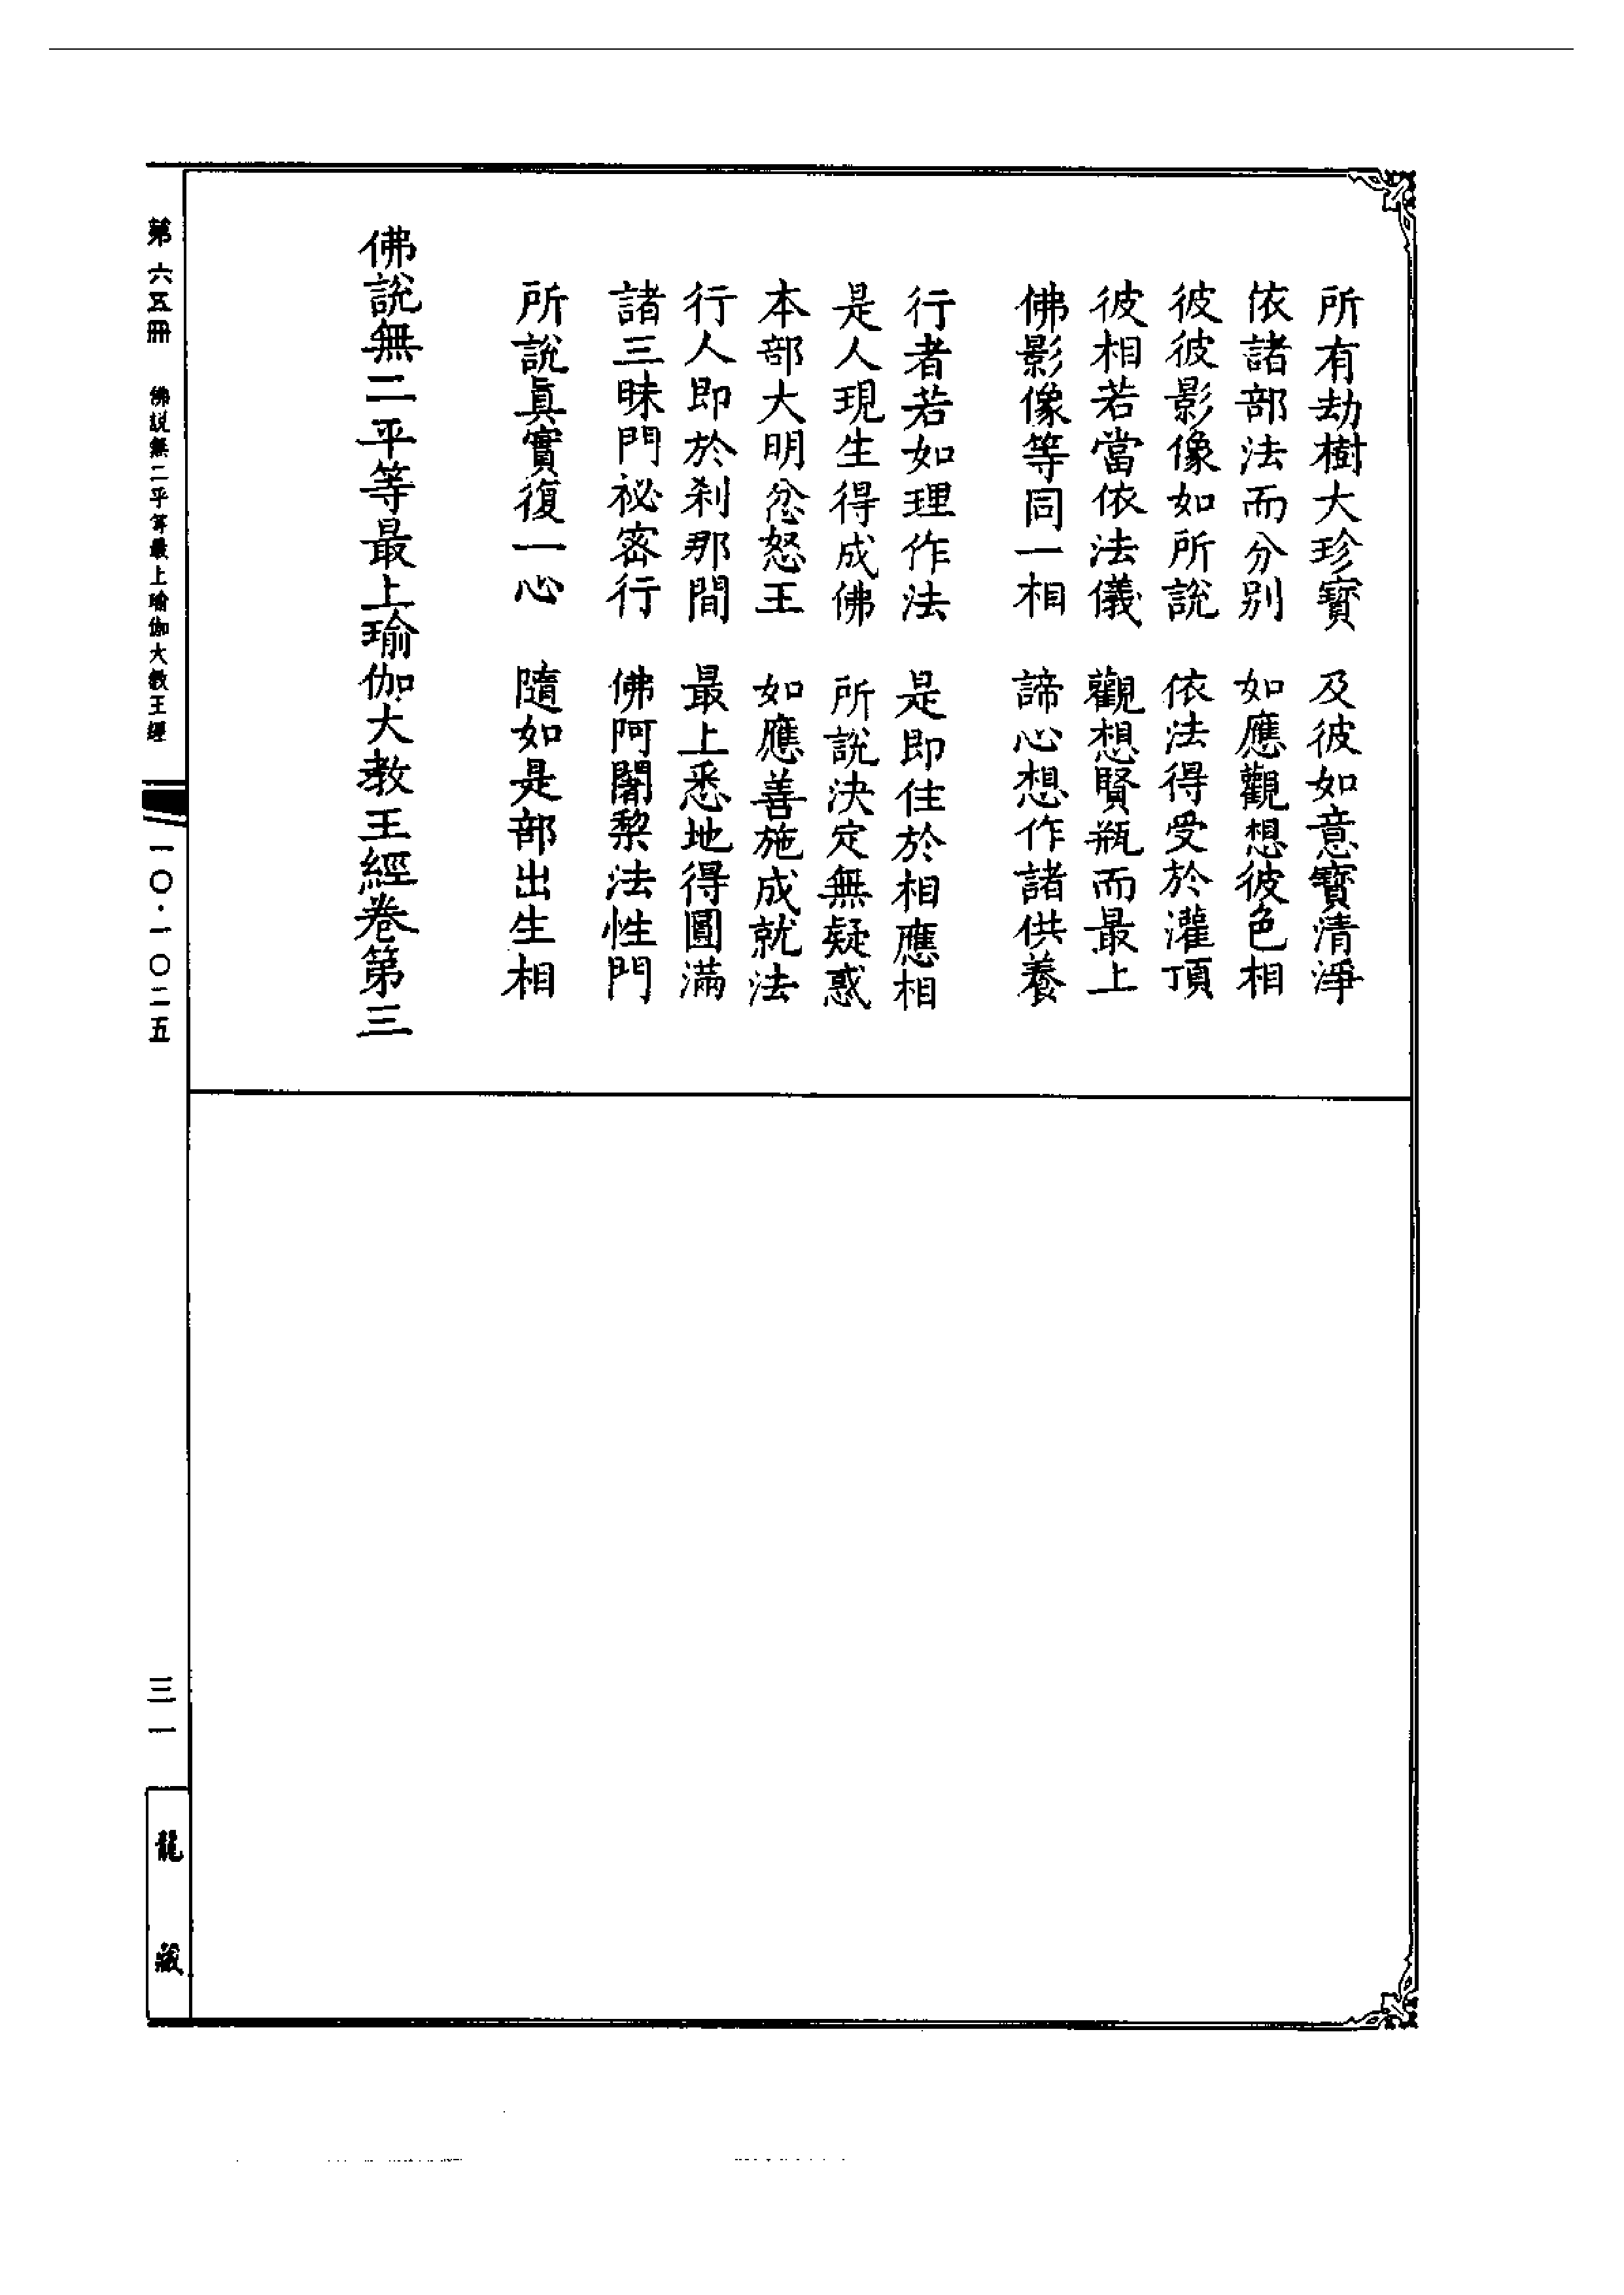 所有劫樹大珍寶　及彼如意寶清淨
依諸部法而分別　如應觀想彼色相
彼彼影像如所說　依法得受於灌頂
彼相若當依法儀　觀想賢瓶而最上
佛影像等同一相　諦心想作諸供養
行者若如理作法　是即住於相應相
是人現生得成佛　所說決定無疑惑
本部大明忿怒王　如應善施成就法
行人即於剎那間　最上悉地得圓滿
諸三昧門祕密行　佛阿闍黎法性門
所說眞實復一心　隨如是部出生相
佛說無二平等最上瑜伽大教王經卷第三
第六五冊　佛說無二平等最上瑜伽大教王經
一〇·一〇二五
三一
龍藏